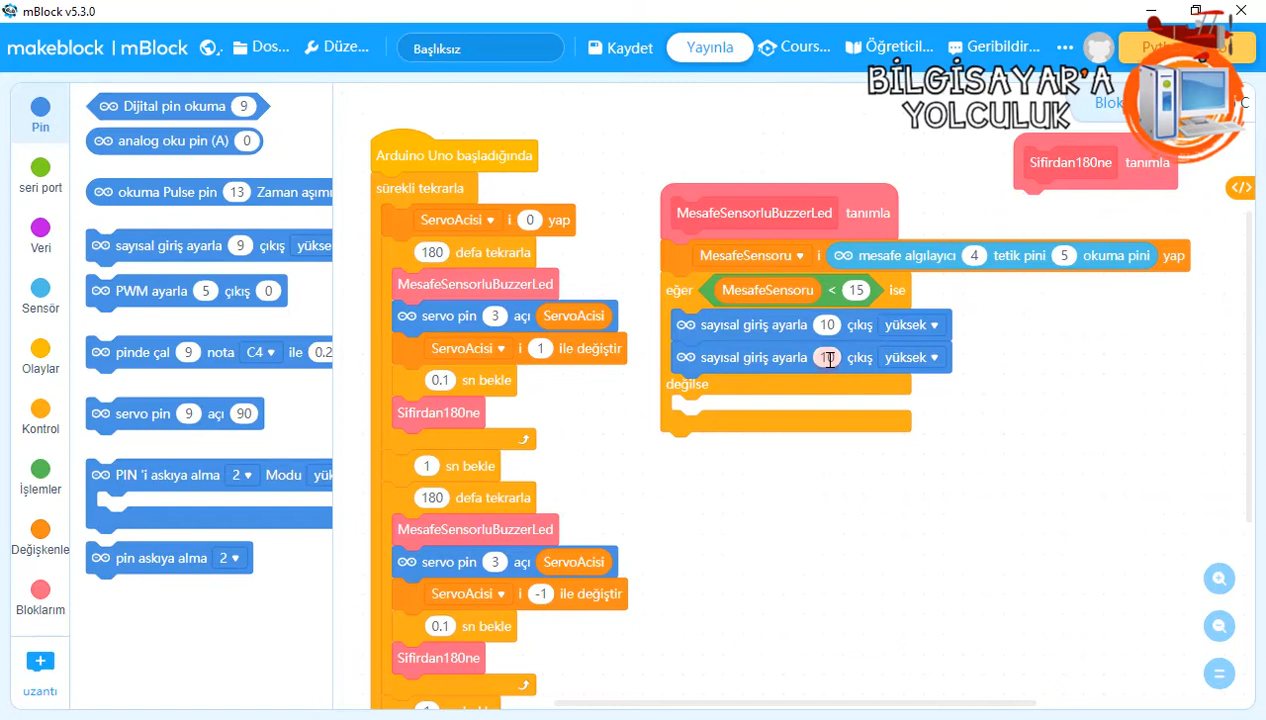 mBlock v5.3.0
makeblock | mBlock
Dos...
Düze...
Başlıksız
Kaydet
Yayınla
Cours...
Öğreticil...
Geribildir...
BİLGİSAYAR'A
YOLCULUK
Blok
C
Pin
seri port
Veri
Sensör
Olaylar
Kontrol
İşlemler
Değişkenle
Bloklarım
uzantı
Dijital pin okuma 9
analog oku pin (A) 0
okuma Pulse pin 13 Zaman aşımı
sayısal giriş ayarla 9 çıkış yükse
PWM ayarla 5 çıkış 0
pinde çal 9 nota C4 ile 0.2
servo pin 9 açı 90
PIN 'i askıya alma 2 Modu yük
pin askıya alma 2
Arduino Uno başladığında
sürekli tekrarla
ServoAcisi i 0 yap
180 defa tekrarla
MesafeSensorluBuzzerLed
servo pin 3 açı ServoAcisi
ServoAcisi i 1 ile değiştir
0.1 sn bekle
Sifirdan180ne
1 sn bekle
180 defa tekrarla
MesafeSensorluBuzzerLed
servo pin 3 açı ServoAcisi
ServoAcisi i -1 ile değiştir
0.1 sn bekle
Sifirdan180ne
MesafeSensorluBuzzerLed tanımla
MesafeSensoru i mesafe algılayıcı 4 tetik pini 5 okuma pini yap
eğer MesafeSensoru < 15 ise
sayısal giriş ayarla 10 çıkış yüksek
sayısal giriş ayarla çıkış yüksek
değilse
Sifirdan180ne tanımla